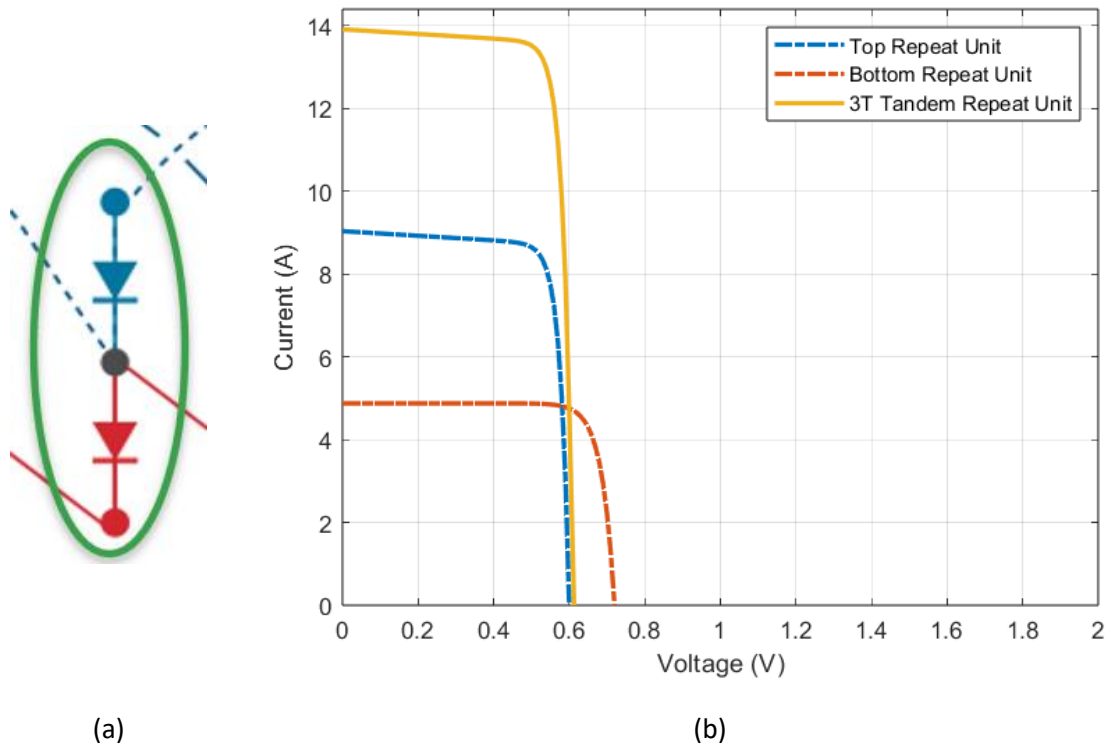 14
12
10
8
6
4
2
0
Current (A)
0
0.2
0.4
0.6
0.8
1
1.2
1.4
1.6
1.8
2
Voltage (V)
Top Repeat Unit
Bottom Repeat Unit
3T Tandem Repeat Unit
(a)
(b)